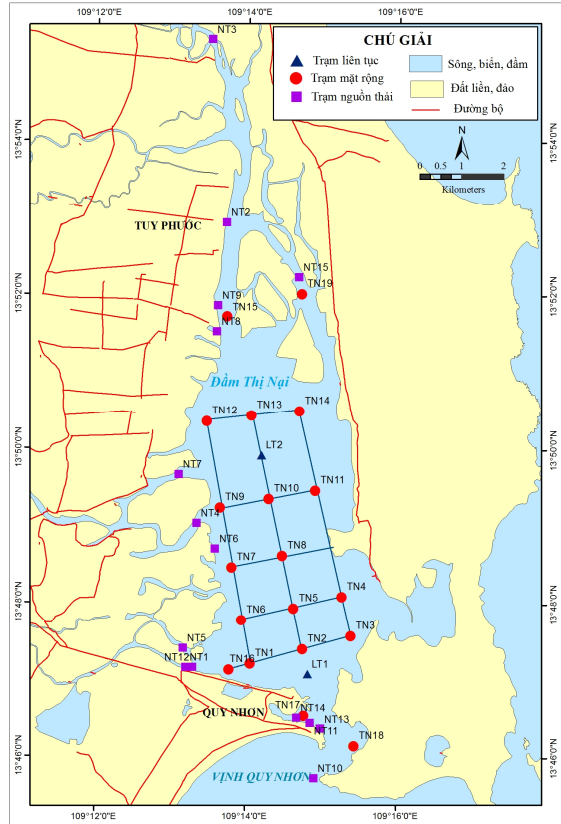 109°12'0"E 109°14'0"E 109°16'0"E
NT3
CHÚ GIẢI
Trạm liên tục
Trạm mặt rộng
Trạm nguồn thải
Sông, biển, đầm
Đất liền, đảo
Đường bộ
N
0 0.5 1 2
Kilometers
13°54'0"N 13°54'0"N
NT2
TUY PHƯỚC
NT15
TN19
13°52'0"N 13°52'0"N
NT9
TN15
NT8
Đầm Thị Nại
TN12 TN13 TN14
LT2
13°50'0"N 13°50'0"N
NT7
TN9 TN10 TN11
NT4
NT6
TN7 TN8
13°48'0"N 13°48'0"N
TN6 TN5 TN4
NT5
TN3
NT12 NT1 TN16 TN1 TN2
LT1
TN17
QUY NHƠN NT14
NT13
NT11
TN18
13°46'0"N 13°46'0"N
VỊNH QUY NHƠN NT10
109°12'0"E 109°14'0"E 109°16'0"E